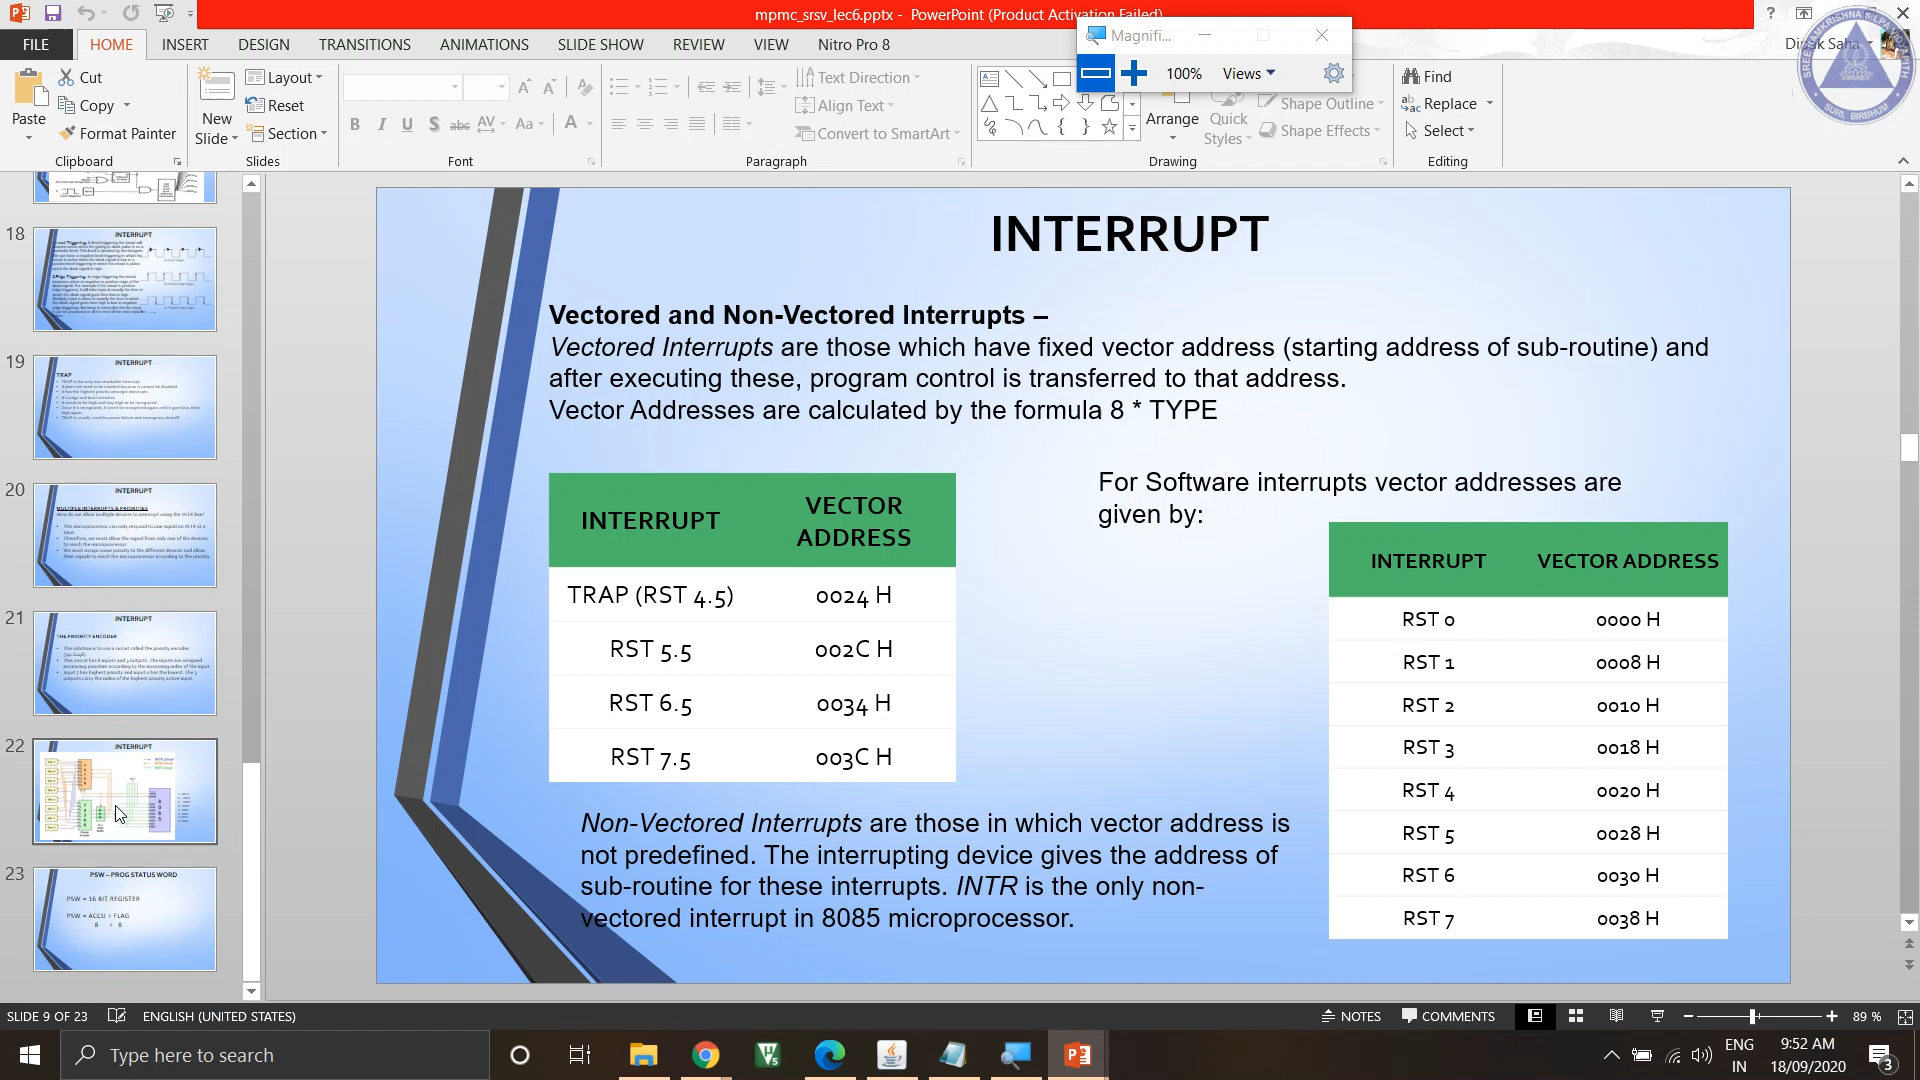 mpmc_srsv_lec6.pptx - PowerPoint (Product Activation Failed)
Magnifi...
100% Views
FILE HOME INSERT DESIGN TRANSITIONS ANIMATIONS SLIDE SHOW REVIEW VIEW Nitro Pro 8
Dipak Saha
Paste
Cut
Copy
Format Painter
Clipboard
New Slide
Layout
Reset
Section
Slides
Font
Text Direction
Align Text
Convert to SmartArt
Paragraph
Arrange
Quick Styles
Shape Outline
Shape Effects
Drawing
Find
Replace
Select
Editing
18
INTERRUPT
19
INTERRUPT
TRAP
20
INTERRUPT
MULTIPLE INTERRUPTS & PRIORITIES
21
INTERRUPT
THE PRIORITY ENCODER
22
INTERRUPT
23
PSW – PROG STATUS WORD
PSW = 16 BIT REGISTER
PSW = ACCU + FLAG
8 + 8
INTERRUPT
Vectored and Non-Vectored Interrupts –
Vectored Interrupts are those which have fixed vector address (starting address of sub-routine) and
after executing these, program control is transferred to that address.
Vector Addresses are calculated by the formula 8 * TYPE
INTERRUPT VECTOR ADDRESS
TRAP (RST 4.5) 0024 H
RST 5.5 002C H
RST 6.5 0034 H
RST 7.5 003C H
For Software interrupts vector addresses are
given by:
INTERRUPT VECTOR ADDRESS
RST 0 0000 H
RST 1 0008 H
RST 2 0010 H
RST 3 0018 H
RST 4 0020 H
RST 5 0028 H
RST 6 0030 H
RST 7 0038 H
Non-Vectored Interrupts are those in which vector address is
not predefined. The interrupting device gives the address of
sub-routine for these interrupts. INTR is the only non-
vectored interrupt in 8085 microprocessor.
SLIDE 9 OF 23 ENGLISH (UNITED STATES) NOTES COMMENTS 89 %
Type here to search
ENG
IN
9:52 AM
18/09/2020
3